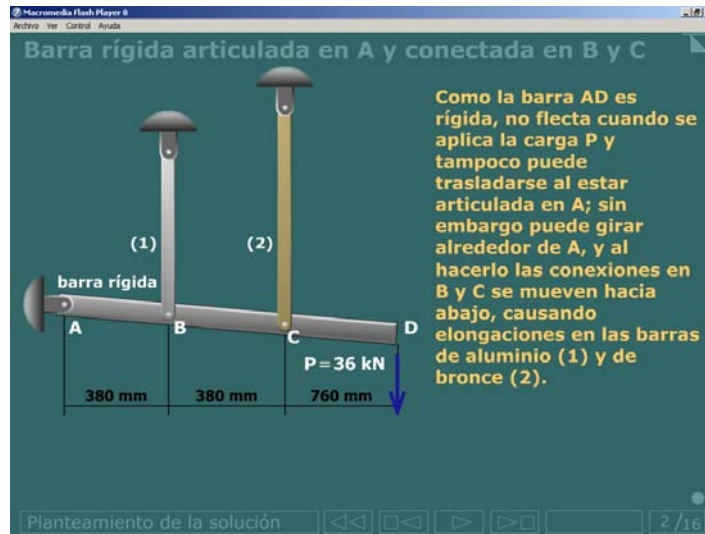 Macromedia Flash Player 8
Archivo Ver Control Ayuda
Barra rígida articulada en A y conectada en B y C
Como la barra AD es
rígida, no flecta cuando se
aplica la carga P y
tampoco puede
trasladarse al estar
articulada en A; sin
embargo puede girar
alrededor de A, y al
hacerlo las conexiones en
B y C se mueven hacia
abajo, causando
elongaciones en las barras
de aluminio (1) y de
bronce (2).
(1)
(2)
barra rígida
A
B
C
D
P = 36 kN
380 mm
380 mm
760 mm
Planteamiento de la solución
2 /16